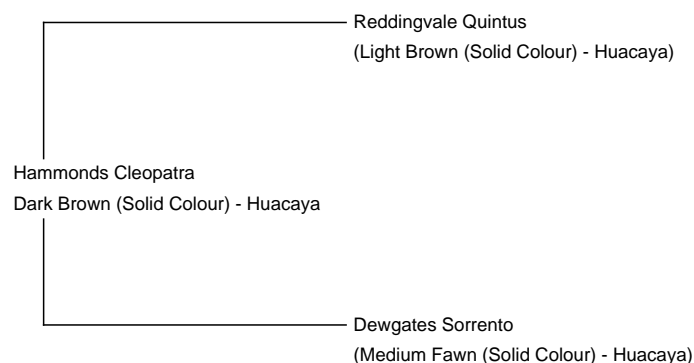 Reddingvale Quintus
(Light Brown (Solid Colour) - Huacaya)
Hammonds Cleopatra
Dark Brown (Solid Colour) - Huacaya
Dewgates Sorrento
(Medium Fawn (Solid Colour) - Huacaya)